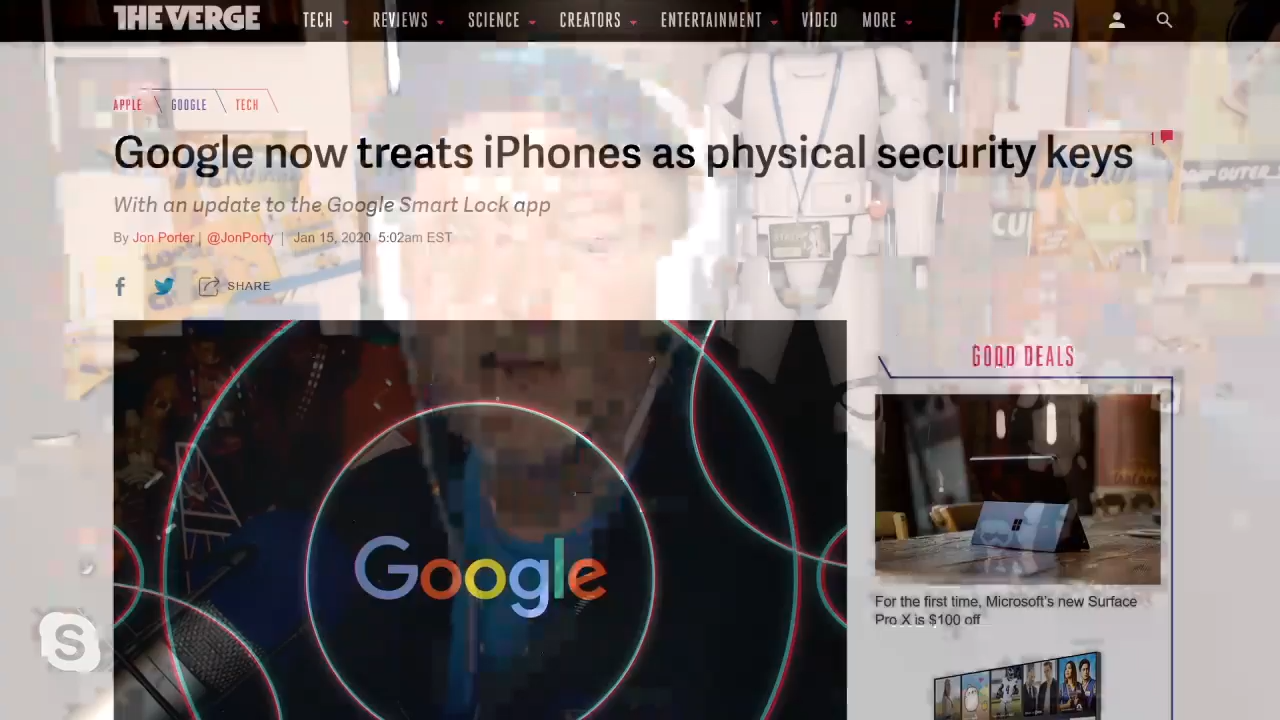 THE VERGE
TECH REVIEWS SCIENCE CREATORS ENTERTAINMENT VIDEO MORE
APPLE GOOGLE TECH
Google now treats iPhones as physical security keys
1
With an update to the Google Smart Lock app
By Jon Porter | @JonPorty | Jan 15, 2020 5:02am EST
SHARE
GOOD DEALS
Google
For the first time, Microsoft's new Surface
Pro X is $100 off
S